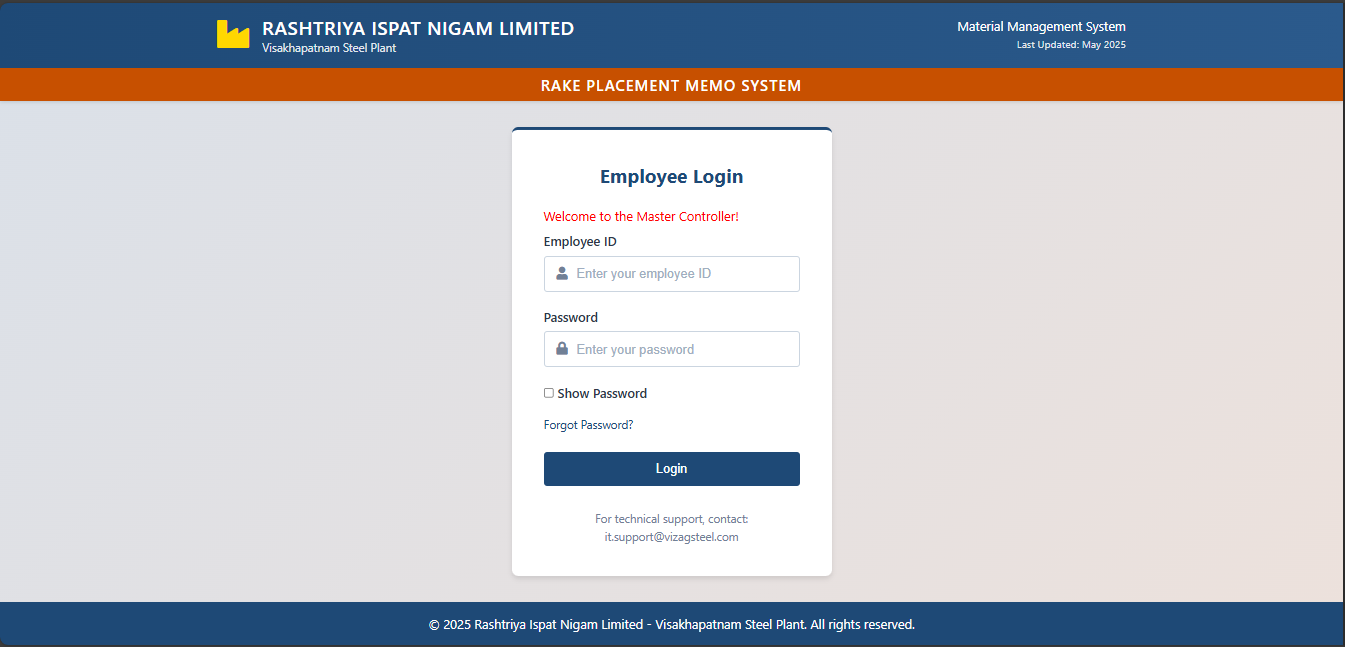 RASHTRIYA ISPAT NIGAM LIMITED
Visakhapatnam Steel Plant
Material Management System
Last Updated: May 2025
RAKE PLACEMENT MEMO SYSTEM
Employee Login
Welcome to the Master Controller!
Employee ID
Enter your employee ID
Password
Enter your password
Show Password
Forgot Password?
Login
For technical support, contact:
it.support@vizagsteel.com
© 2025 Rashtriya Ispat Nigam Limited - Visakhapatnam Steel Plant. All rights reserved.